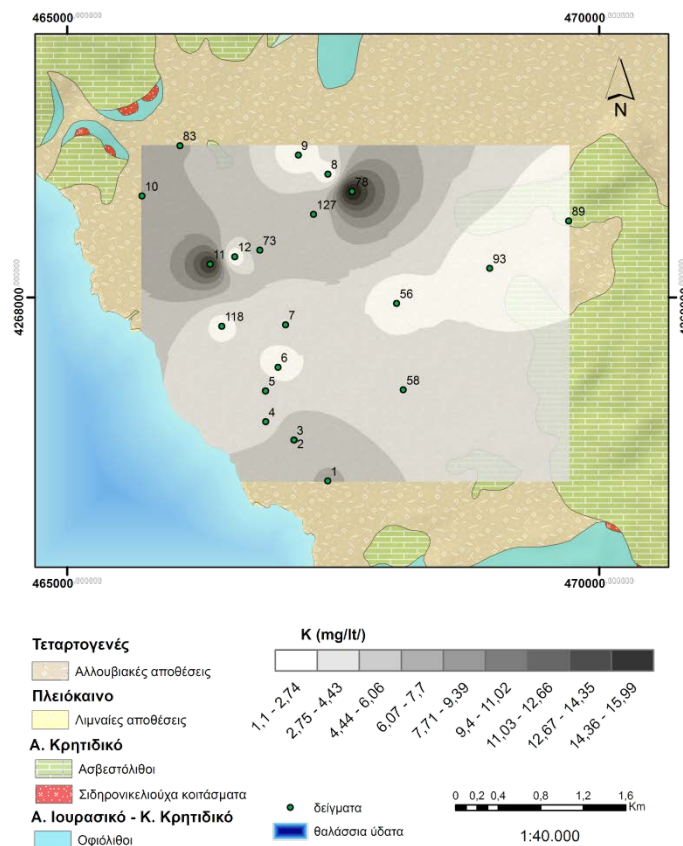 465000
470000
N
83
9
8
78
10
127
89
73
12
11
93
4268000,000000
4268000,000000
56
118
7
6
5
58
4
3
2
1
465000,000000
470000,000000
Τεταρτογενές
Αλλουβιακές αποθέσεις
Πλειόκαινο
Λιμναίες αποθέσεις
Α. Κρητιδικό
Ασβεστόλιθοι
Σιδηρονικελιούχα κοιτάσματα
Α. Ιουρασικό - Κ. Κρητιδικό
Οφιόλιθοι
K (mg/lt/)
1,1 - 2,74
2,75 - 4,43
4,44 - 6,06
6,07 - 7,7
7,71 - 9,39
9,4 - 11,02
11,03 - 12,66
12,67 - 14,35
14,36 - 15,99
δείγματα
θαλάσσια ύδατα
0 0,2 0,4 0,8 1,2 1,6
Km
1:40.000